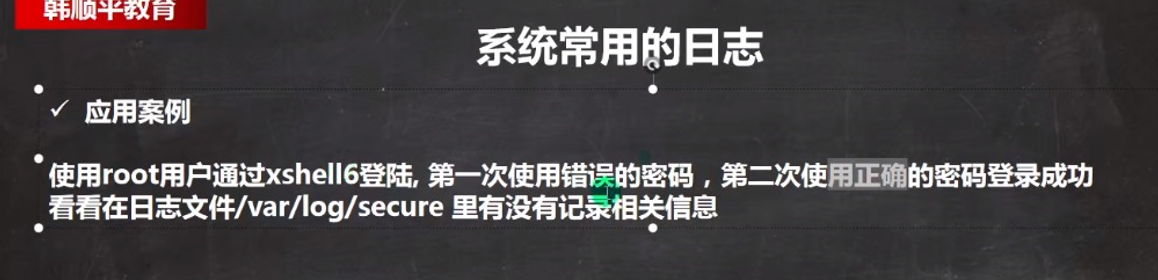 韩顺平教育
系统常用的日志
✓ 应用案例
使用root用户通过xshell6登陆, 第一次使用错误的密码，第二次使用正确的密码登录成功
看看在日志文件/var/log/secure 里有没有记录相关信息